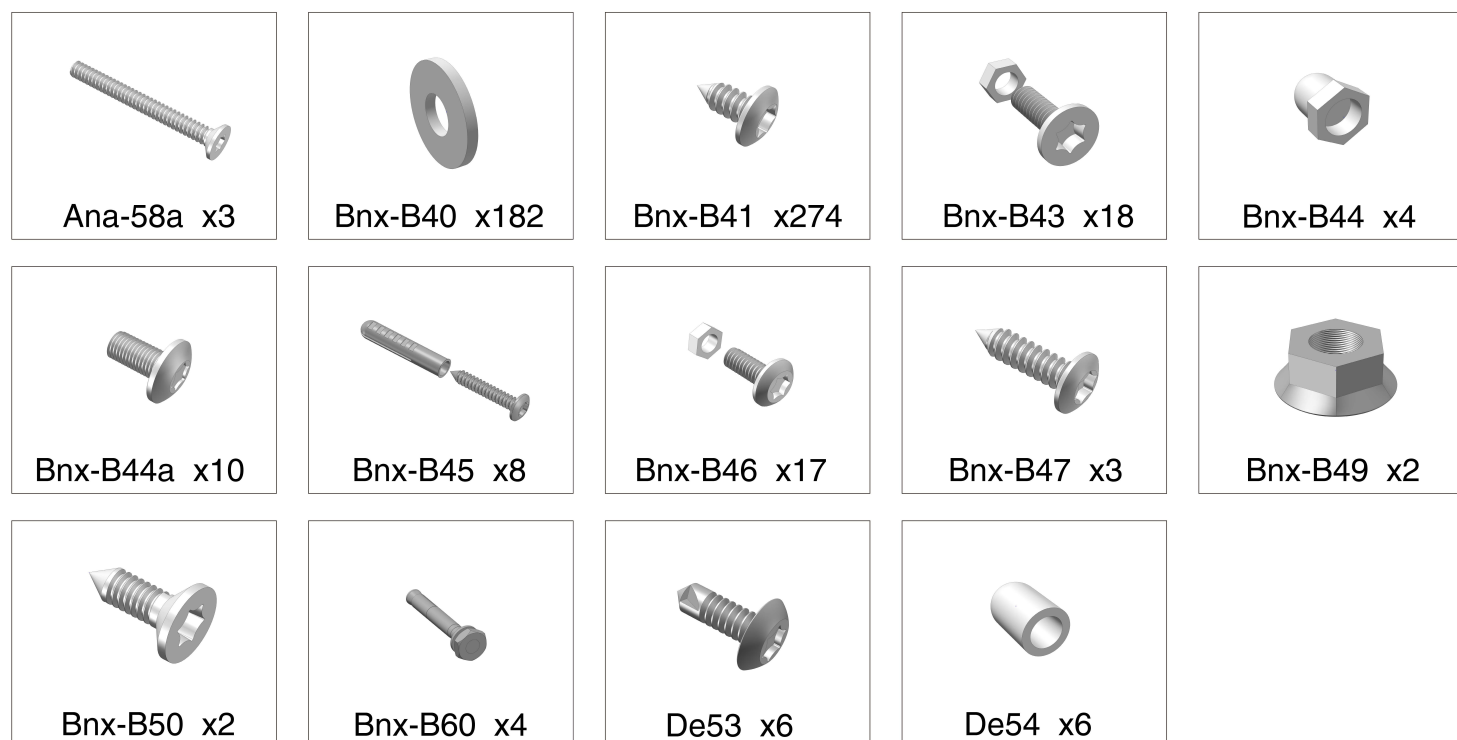 Ana-58a x3
Bnx-B40 x182
Bnx-B41 x274
Bnx-B43 x18
Bnx-B44 x4
Bnx-B44a x10
Bnx-B45 x8
Bnx-B46 x17
Bnx-B47 x3
Bnx-B49 x2
Bnx-B50 x2
Bnx-B60 x4
De53 x6
De54 x6